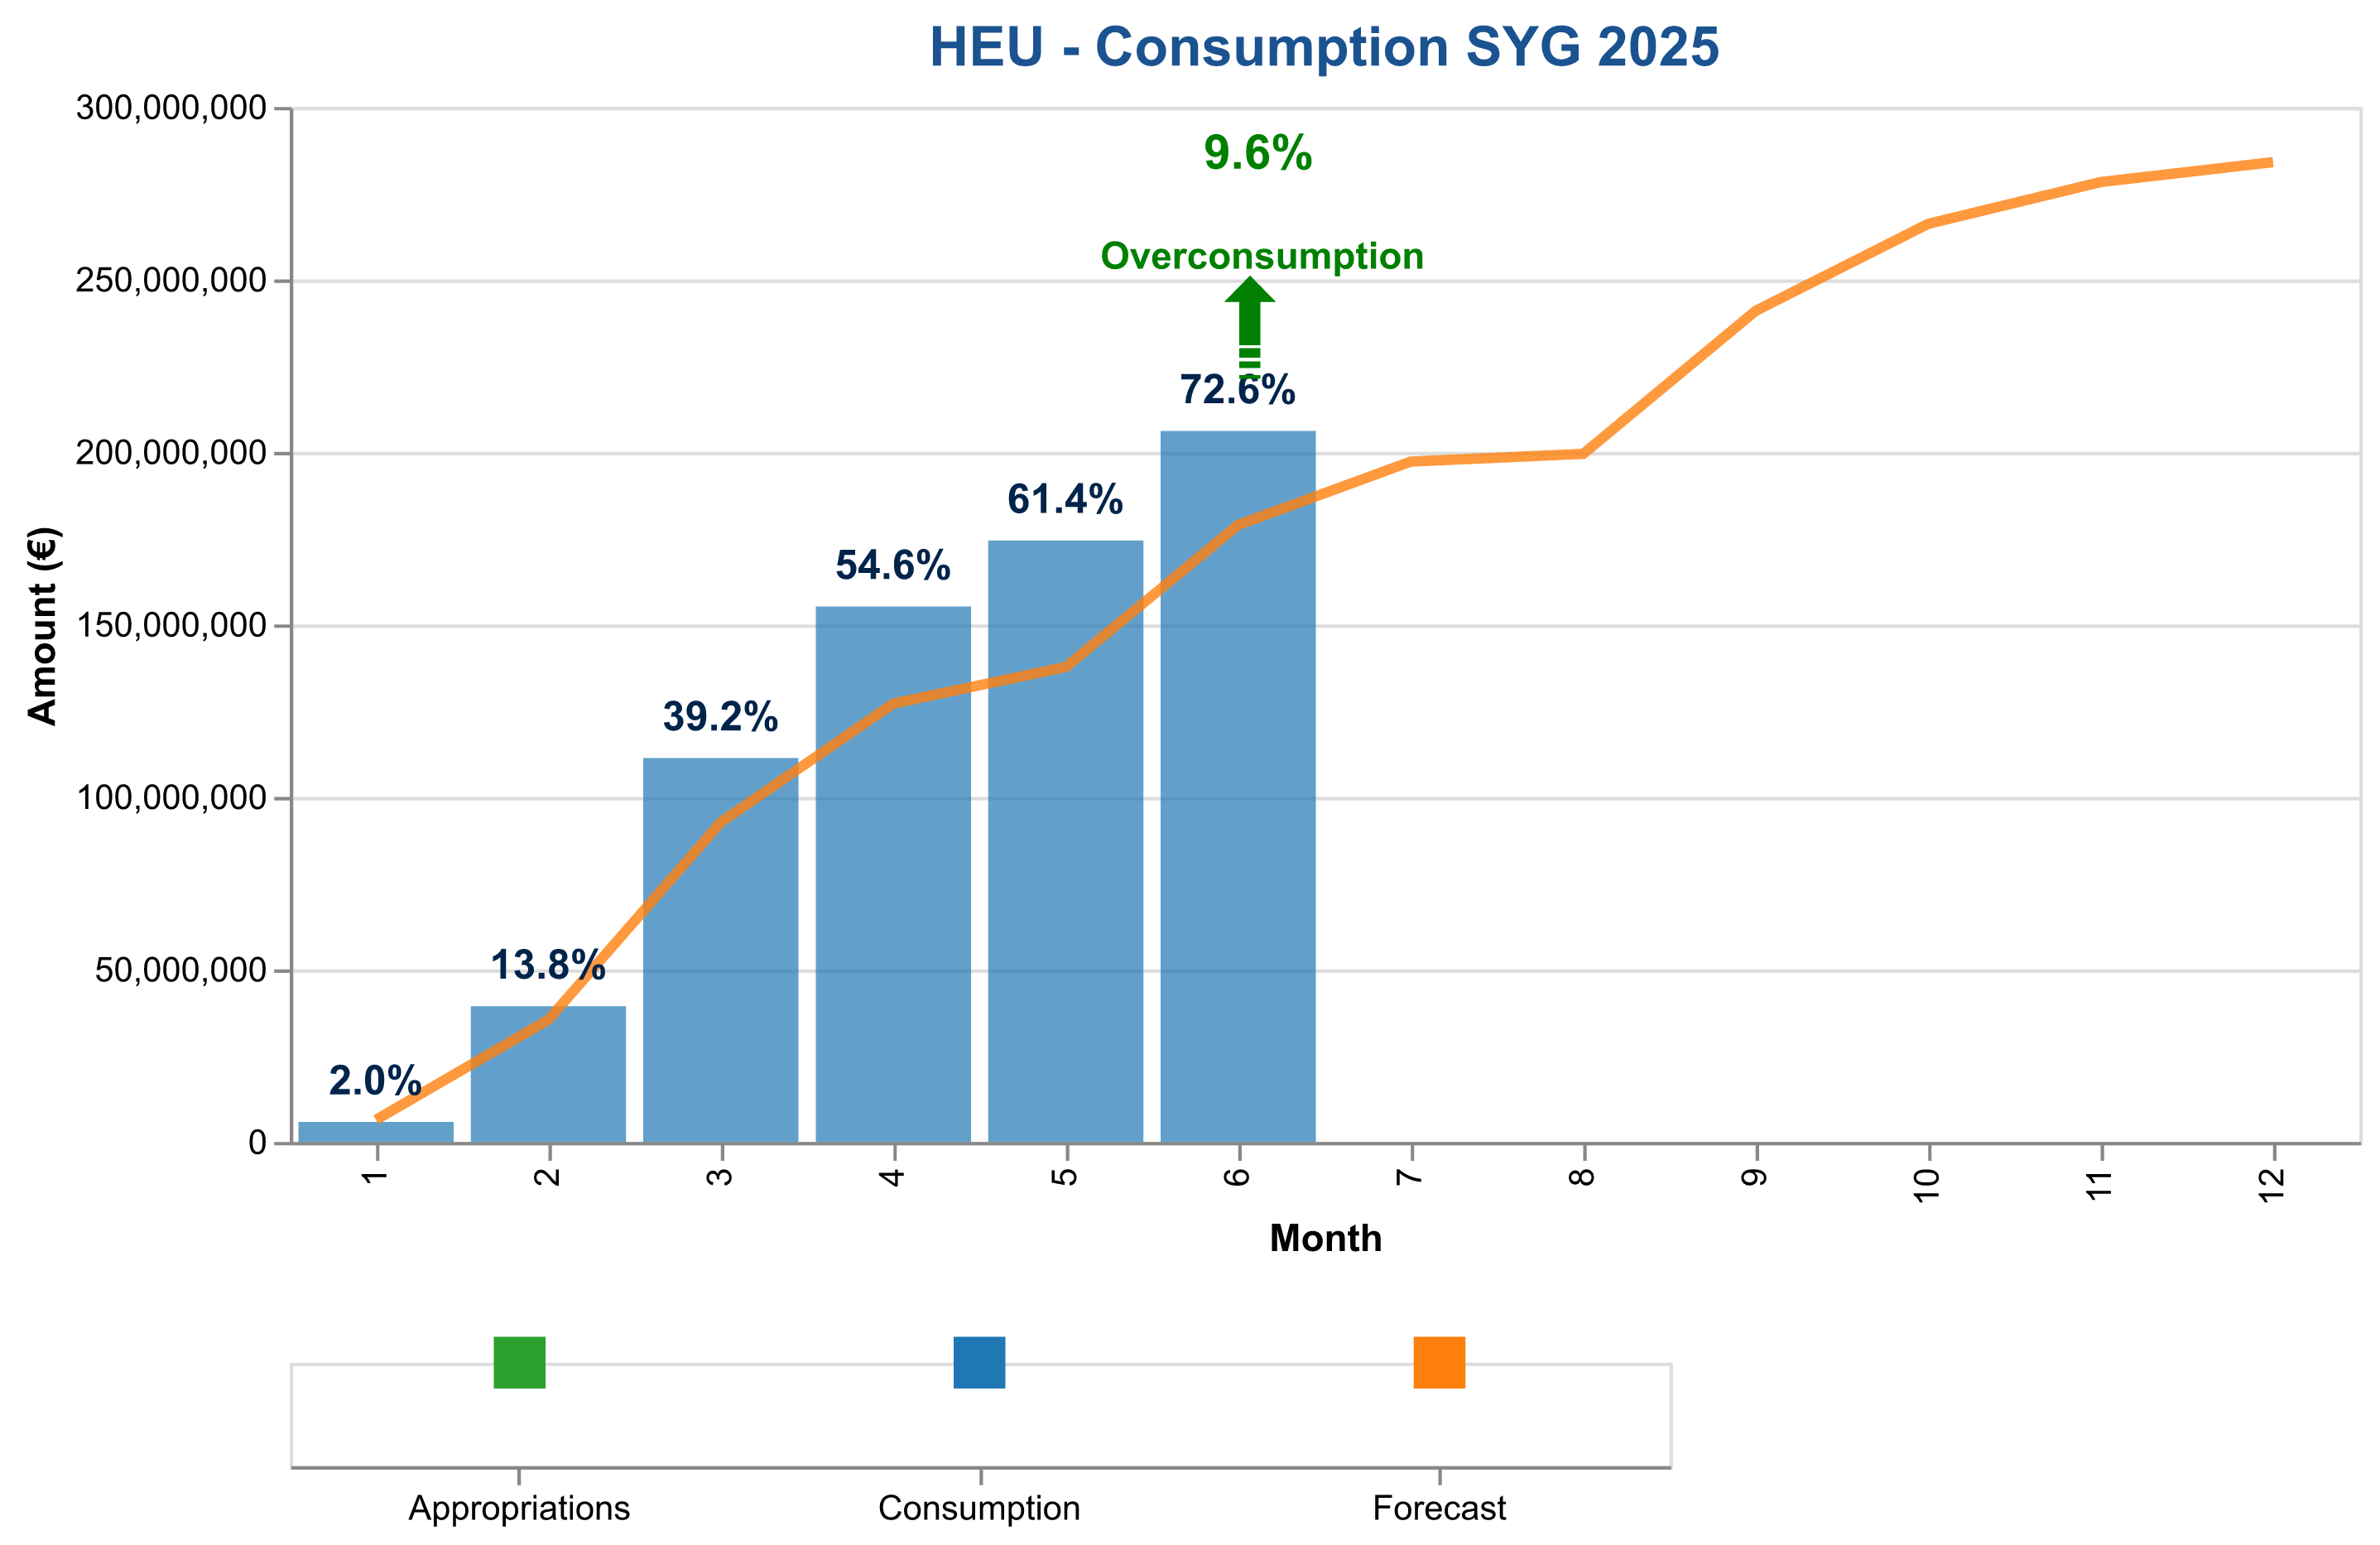 HEU - Consumption SYG 2025
300,000,000
250,000,000
200,000,000
150,000,000
100,000,000
50,000,000
0
Amount (€)
9.6%
Overconsumption
72.6%
61.4%
54.6%
39.2%
13.8%
2.0%
1 2 3 4 5 6 7 8 9 10 11 12
Month
Appropriations Consumption Forecast